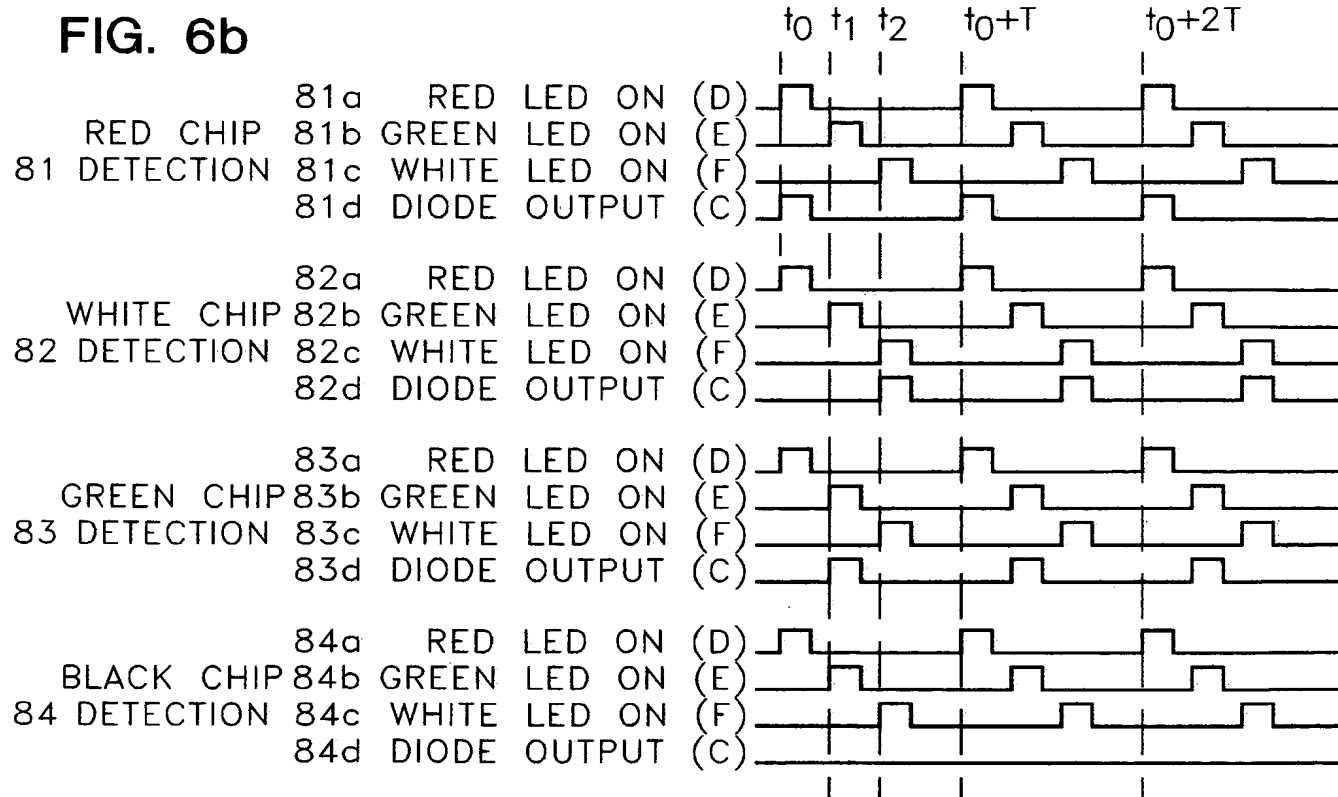 FIG. 6b
t0 t1 t2 t0+T t0+2T
81a RED LED ON (D)
RED CHIP 81b GREEN LED ON (E)
81 DETECTION 81c WHITE LED ON (F)
81d DIODE OUTPUT (C)
82a RED LED ON (D)
WHITE CHIP 82b GREEN LED ON (E)
82 DETECTION 82c WHITE LED ON (F)
82d DIODE OUTPUT (C)
83a RED LED ON (D)
GREEN CHIP 83b GREEN LED ON (E)
83 DETECTION 83c WHITE LED ON (F)
83d DIODE OUTPUT (C)
84a RED LED ON (D)
BLACK CHIP 84b GREEN LED ON (E)
84 DETECTION 84c WHITE LED ON (F)
84d DIODE OUTPUT (C)